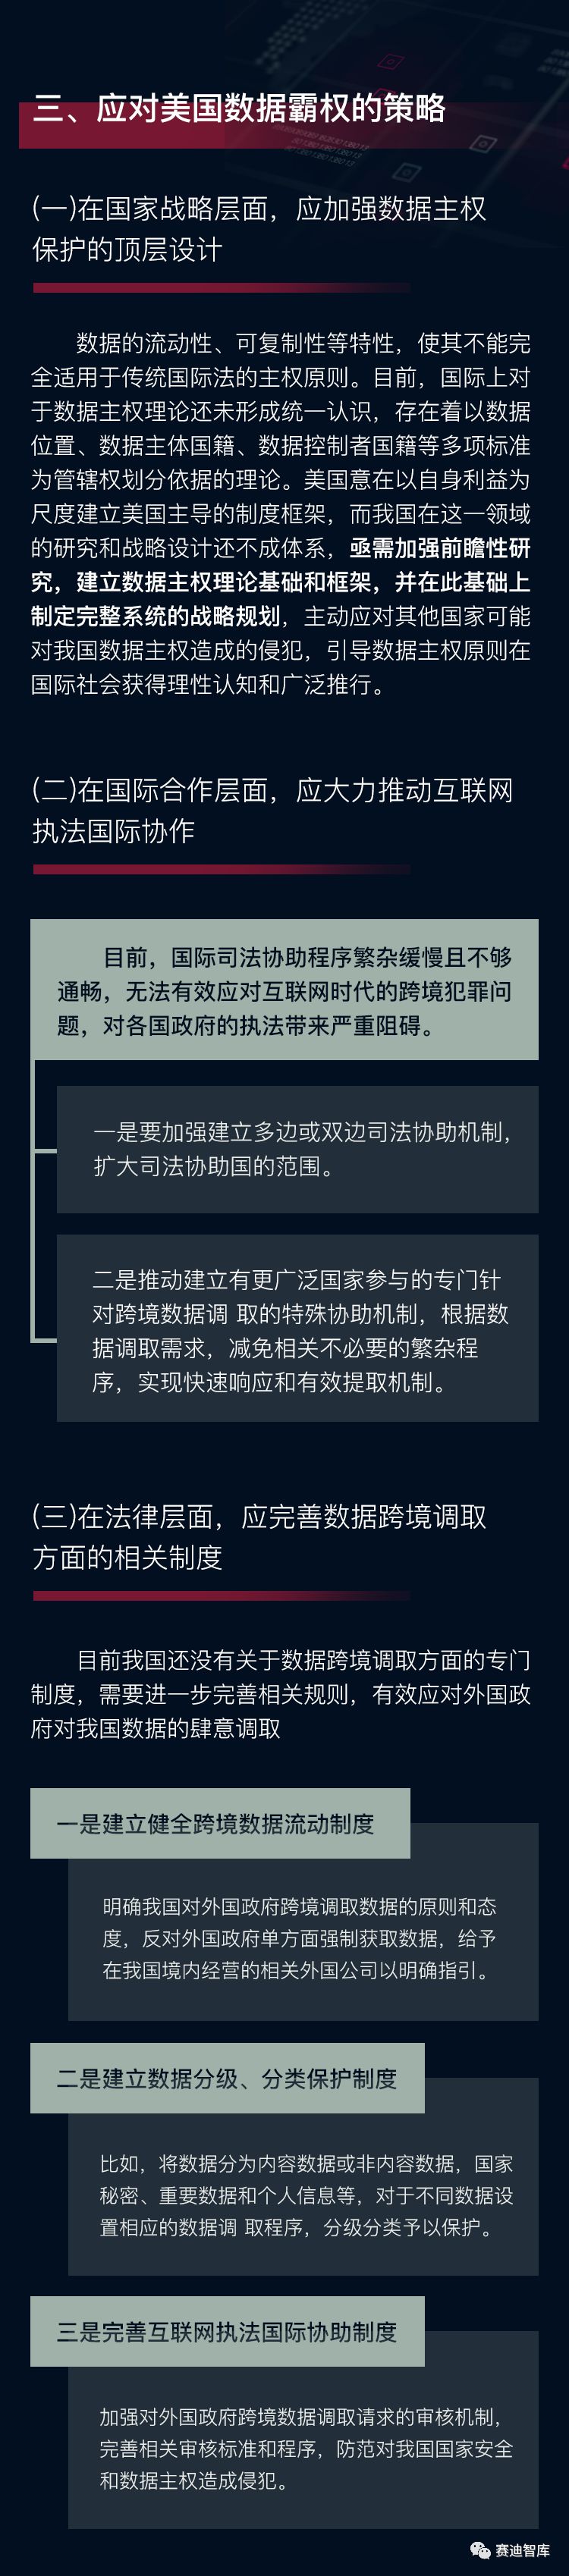 三、应对美国数据霸权的策略
(一)在国家战略层面，应加强数据主权
保护的顶层设计
数据的流动性、可复制性等特性，使其不能完
全适用于传统国际法的主权原则。目前，国际上对
于数据主权理论还未形成统一认识，存在着以数据
位置、数据主体国籍、数据控制者国籍等多项标准
为管辖权划分依据的理论。美国意在以自身利益为
尺度建立美国主导的制度框架，而我国在这一领域
的研究和战略设计还不成体系，亟需加强前瞻性研
究，建立数据主权理论基础和框架，并在此基础上
制定完整系统的战略规划，主动应对其他国家可能
对我国数据主权造成的侵犯，引导数据主权原则在
国际社会获得理性认知和广泛推行。
(二)在国际合作层面，应大力推动互联网
执法国际协作
目前，国际司法协助程序繁杂缓慢且不够
通畅，无法有效应对互联网时代的跨境犯罪问
题，对各国政府的执法带来严重阻碍。
一是要加强建立多边或双边司法协助机制，
扩大司法协助国的范围。
二是推动建立有更广泛国家参与的专门针
对跨境数据调 取的特殊协助机制，根据数
据调取需求，减免相关不必要的繁杂程
序，实现快速响应和有效提取机制。
(三)在法律层面，应完善数据跨境调取
方面的相关制度
目前我国还没有关于数据跨境调取方面的专门
制度，需要进一步完善相关规则，有效应对外国政
府对我国数据的肆意调取
一是建立健全跨境数据流动制度
明确我国对外国政府跨境调取数据的原则和态
度，反对外国政府单方面强制获取数据，给予
在我国境内经营的相关外国公司以明确指引。
二是建立数据分级、分类保护制度
比如，将数据分为内容数据或非内容数据，国家
秘密、重要数据和个人信息等，对于不同数据设
置相应的数据调 取程序，分级分类予以保护。
三是完善互联网执法国际协助制度
加强对外国政府跨境数据调取请求的审核机制，
完善相关审核标准和程序，防范对我国国家安全
和数据主权造成侵犯。
赛迪智库